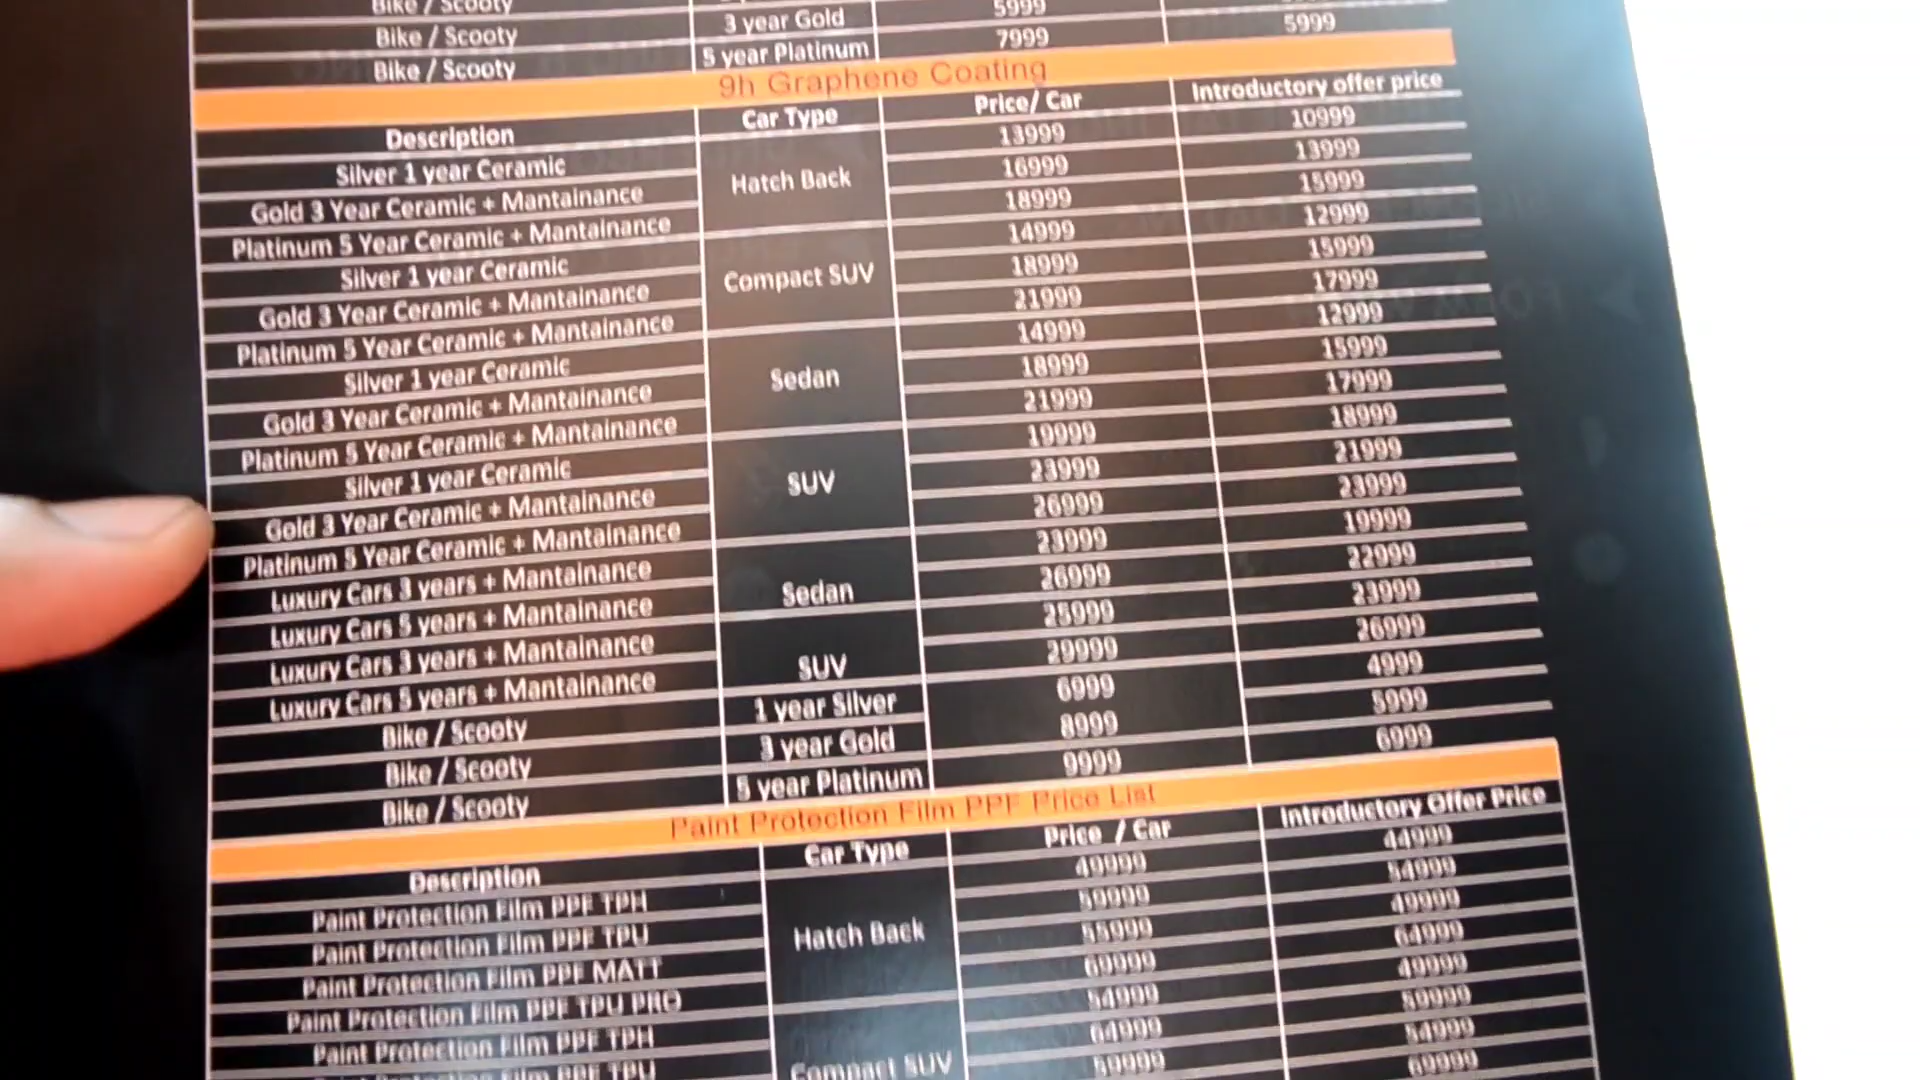 Bike / Scooty
Bike / Scooty 3 year Gold 5999
Bike / Scooty 5 year Platinum 7999 5999
9h Graphene Coating
Description Car Type Price/ Car Introductory offer price
Silver 1 year Ceramic Hatch Back 13999 10999
Gold 3 Year Ceramic + Mantainance 16999 13999
Platinum 5 Year Ceramic + Mantainance 18999 15999
Silver 1 year Ceramic Compact SUV 14999 12999
Gold 3 Year Ceramic + Mantainance 18999 15999
Platinum 5 Year Ceramic + Mantainance 21999 17999
Silver 1 year Ceramic Sedan 14999 12999
Gold 3 Year Ceramic + Mantainance 18999 15999
Platinum 5 Year Ceramic + Mantainance 21999 17999
Silver 1 year Ceramic SUV 19999 18999
Gold 3 Year Ceramic + Mantainance 23999 21999
Platinum 5 Year Ceramic + Mantainance 26999 23999
Luxury Cars 3 years + Mantainance Sedan 23999 19999
Luxury Cars 5 years + Mantainance 26999 22999
Luxury Cars 3 years + Mantainance SUV 25999 23999
Luxury Cars 5 years + Mantainance 29999 26999
Bike / Scooty 1 year Silver 6999 4999
Bike / Scooty 3 year Gold 8999 5999
Bike / Scooty 5 year Platinum 9999 6999
Paint Protection Film PPF Price List
Description Car Type Price / Car Introductory Offer Price
Paint Protection Film PPF TPH Hatch Back 49999 44999
Paint Protection Film PPF TPU 59999 54999
Paint Protection Film PPF MATT 55999 49999
Paint Protection Film PPF TPU PRO 69999 64999
Paint Protection Film PPF TPH Compact SUV 54999 49999
Paint Protection Film PPF TPU 64999 59999
59999 54999
69999